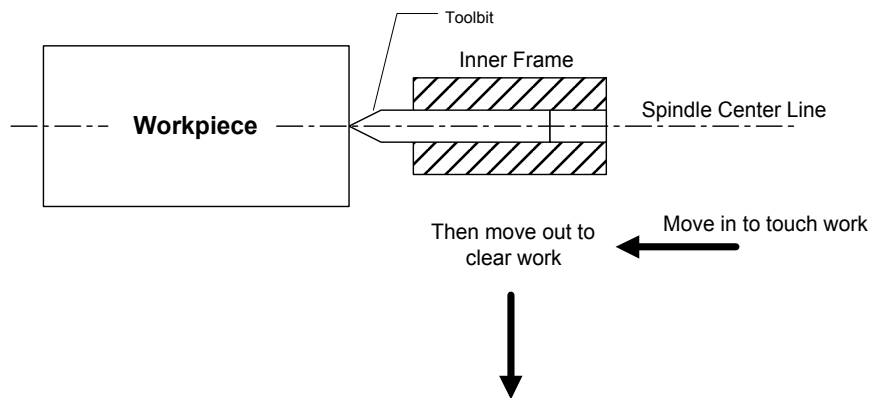 Toolbit
Inner Frame
Spindle Center Line
Workpiece
Move in to touch work
Then move out to
clear work